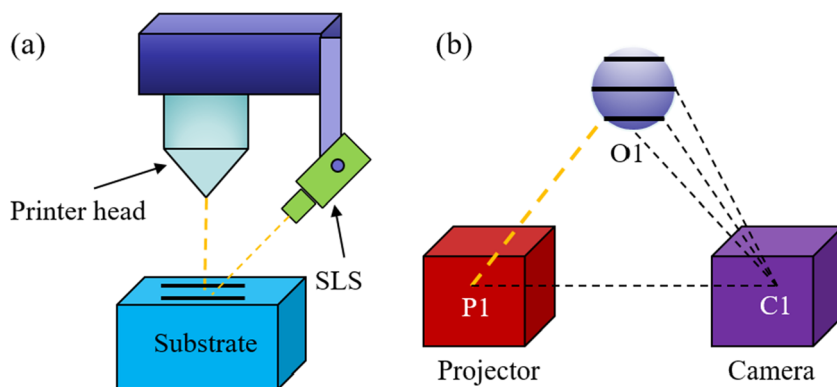 (a)
Printer head
SLS
Substrate
(b)
O1
P1
C1
Projector
Camera